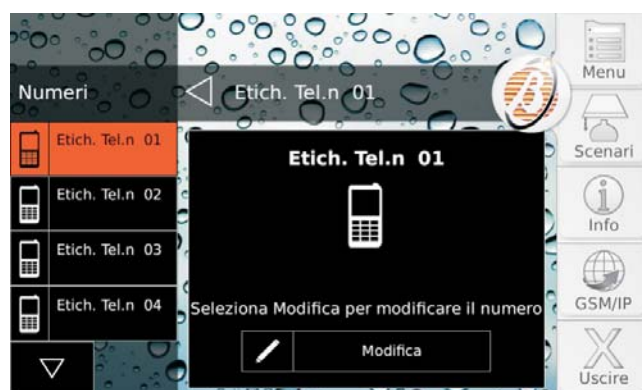 Numeri
Etich. Tel.n 01
Etich. Tel.n 01
Etich. Tel.n 02
Etich. Tel.n 03
Etich. Tel.n 04
Etich. Tel.n 01
Seleziona Modifica per modificare il numero
Modifica
Menu
Scenari
Info
GSM/IP
Uscire